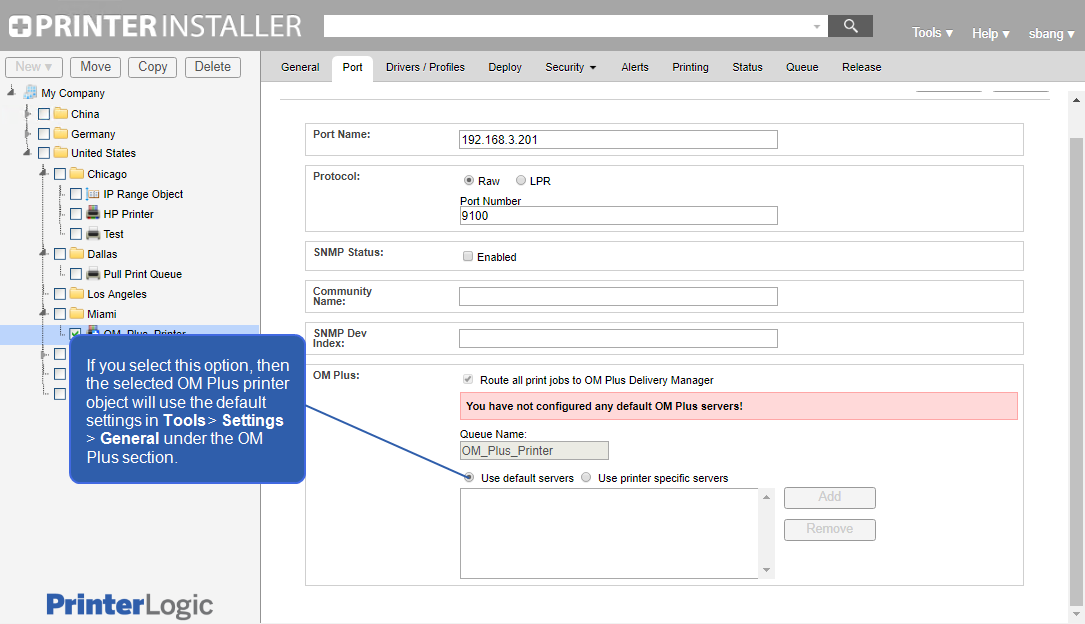 PRINTERINSTALLER
Tools ▾ Help ▾ sbang ▾
New ▾ Move Copy Delete
General Port Drivers / Profiles Deploy Security Alerts Printing Status Queue Release
My Company
China
Germany
United States
Chicago
IP Range Object
HP Printer
Test
Dallas
Pull Print Queue
Los Angeles
Miami
OM_Plus_Printer
If you select this option, then
the selected OM Plus printer
object will use the default
settings in Tools > Settings
> General under the OM
Plus section.
PrinterLogic
Port Name: 192.168.3.201
Protocol: Raw LPR
Port Number
9100
SNMP Status: Enabled
Community
Name:
SNMP Dev
Index:
OM Plus: Route all print jobs to OM Plus Delivery Manager
You have not configured any default OM Plus servers!
Queue Name:
OM_Plus_Printer
Use default servers Use printer specific servers
Add
Remove